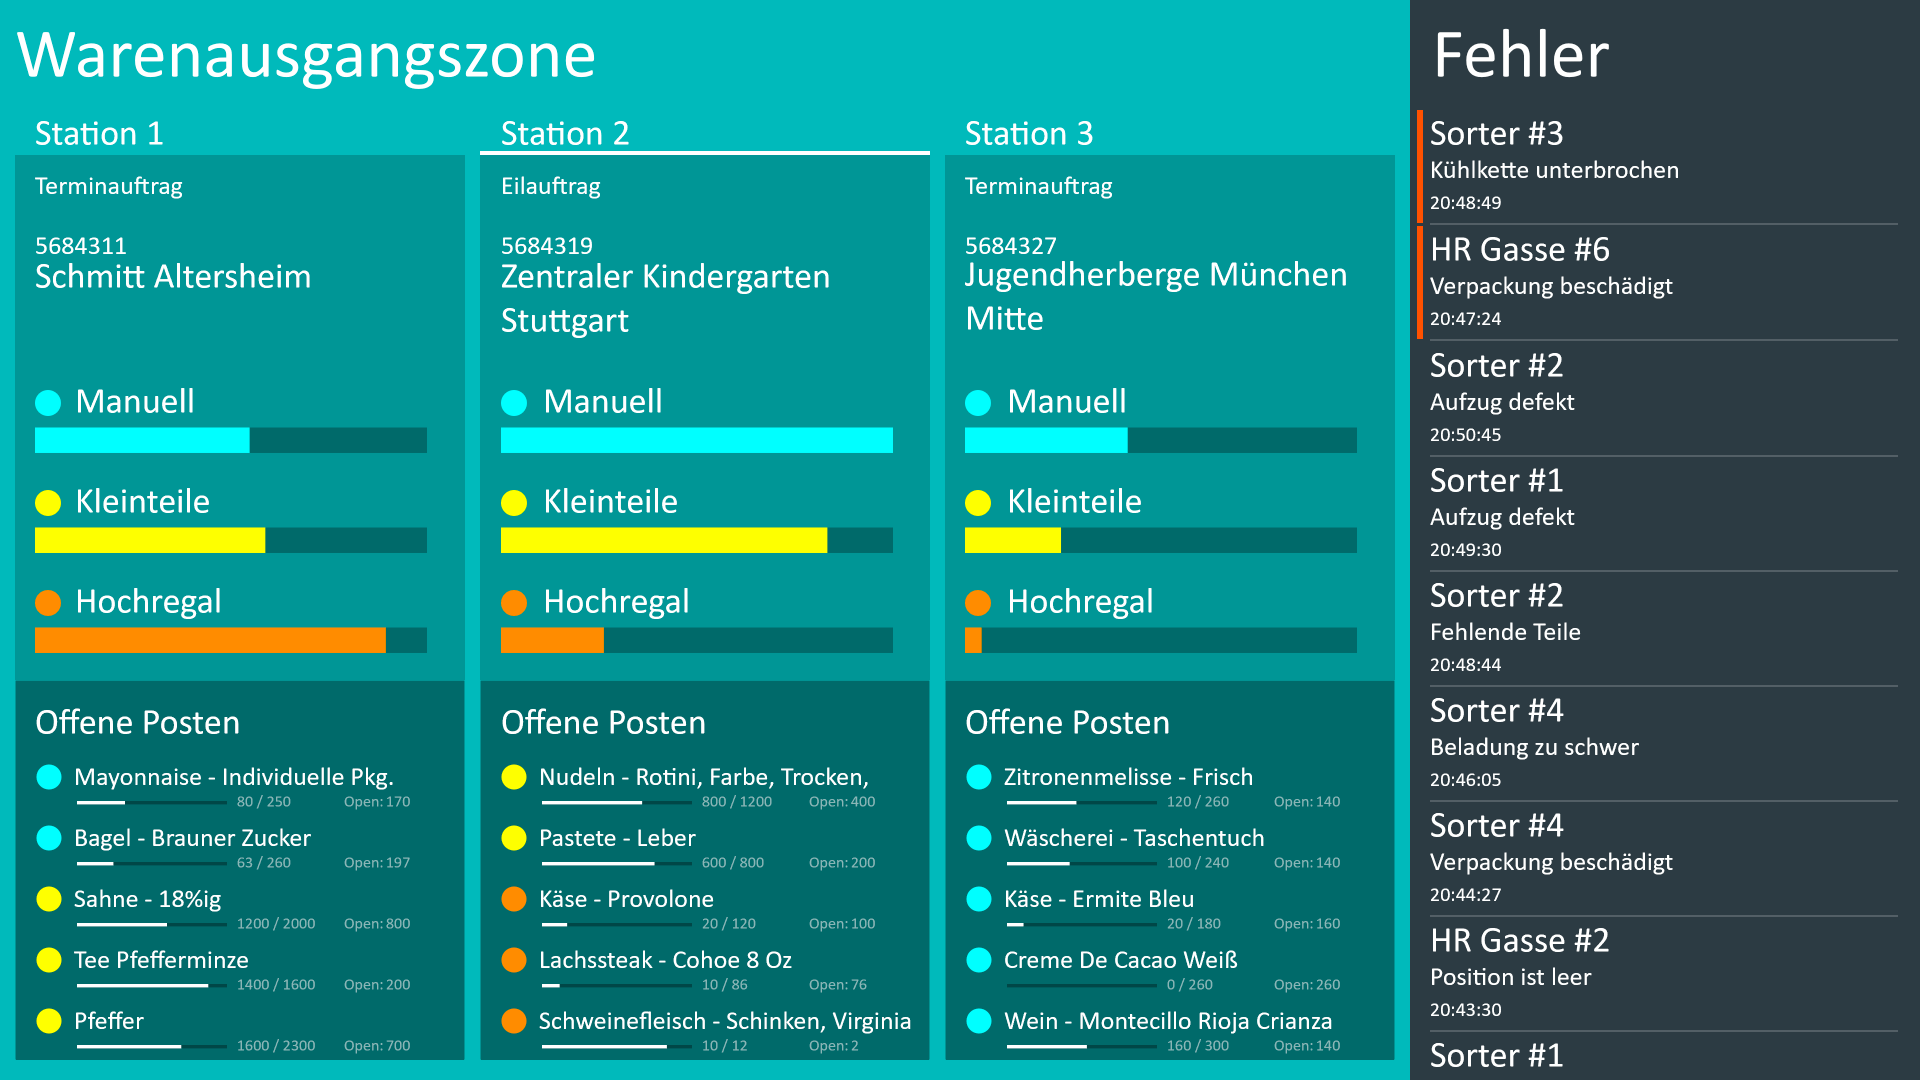 Warenausgangszone
Station 1
Terminauftrag
5684311
Schmitt Altersheim
Manuell
Kleinteile
Hochregal
Offene Posten
Mayonnaise - Individuelle Pkg.
80 / 250 Open: 170
Bagel - Brauner Zucker
63 / 260 Open: 197
Sahne - 18%ig
1200 / 2000 Open: 800
Tee Pfefferminze
1400 / 1600 Open: 200
Pfeffer
1600 / 2300 Open: 700
Station 2
Eilauftrag
5684319
Zentraler Kindergarten
Stuttgart
Manuell
Kleinteile
Hochregal
Offene Posten
Nudeln - Rotini, Farbe, Trocken,
800 / 1200 Open: 400
Pastete - Leber
600 / 800 Open: 200
Käse - Provolone
20 / 120 Open: 100
Lachssteak - Cohoe 8 Oz
10 / 86 Open: 76
Schweinefleisch - Schinken, Virginia
10 / 12 Open: 2
Station 3
Terminauftrag
5684327
Jugendherberge München
Mitte
Manuell
Kleinteile
Hochregal
Offene Posten
Zitronenmelisse - Frisch
120 / 260 Open: 140
Wäscherei - Taschentuch
100 / 240 Open: 140
Käse - Ermite Bleu
20 / 180 Open: 160
Creme De Cacao Weiß
0 / 260 Open: 260
Wein - Montecillo Rioja Crianza
160 / 300 Open: 140
Fehler
Sorter #3
Kühlkette unterbrochen
20:48:49
HR Gasse #6
Verpackung beschädigt
20:47:24
Sorter #2
Aufzug defekt
20:50:45
Sorter #1
Aufzug defekt
20:49:30
Sorter #2
Fehlende Teile
20:48:44
Sorter #4
Beladung zu schwer
20:46:05
Sorter #4
Verpackung beschädigt
20:44:27
HR Gasse #2
Position ist leer
20:43:30
Sorter #1